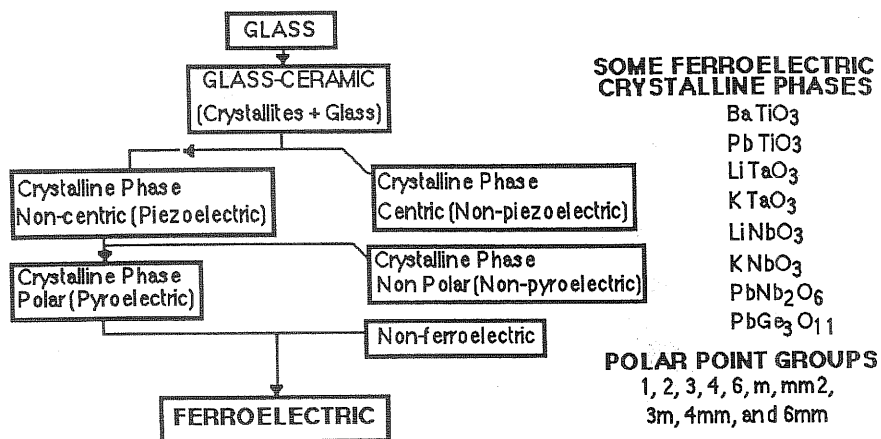 GLASS
GLASS-CERAMIC
(Crystallites + Glass)
Crystalline Phase
Non-centric (Piezoelectric)
Crystalline Phase
Centric (Non-piezoelectric)
Crystalline Phase
Polar (Pyroelectric)
Crystalline Phase
Non Polar (Non-pyroelectric)
Non-ferroelectric
FERROELECTRIC
SOME FERROELECTRIC
CRYSTALLINE PHASES
BaTiO3
PbTiO3
LiTaO3
KTaO3
LiNbO3
KNbO3
PbNb2O6
PbGe3O11
POLAR POINT GROUPS
1, 2, 3, 4, 6, m, mm2,
3m, 4mm, and 6mm